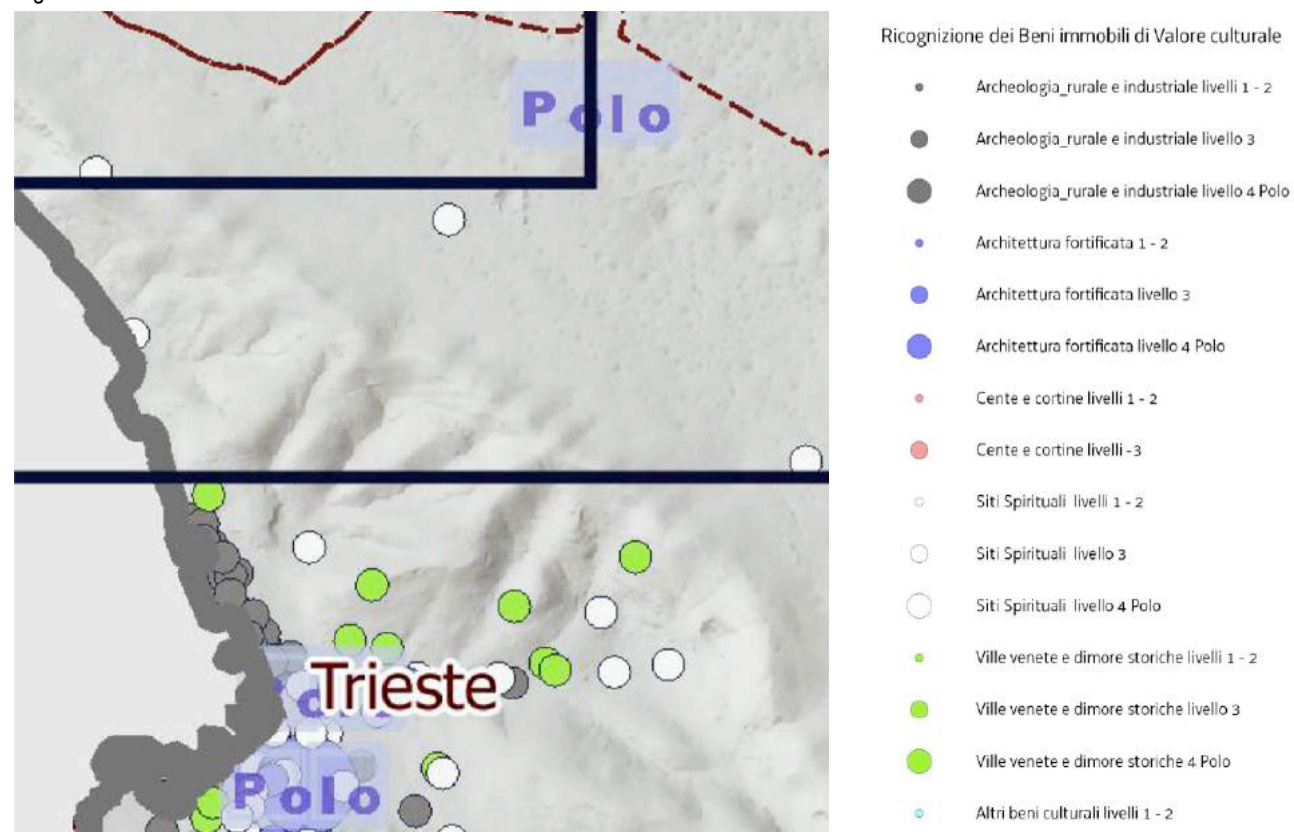 Polo
Trieste
Polo
Ricognizione dei Beni immobili di Valore culturale
Archeologia_rurale e industriale livelli 1 - 2
Archeologia_rurale e industriale livello 3
Archeologia_rurale e industriale livello 4 Polo
Architettura fortificata 1 - 2
Architettura fortificata livello 3
Architettura fortificata livello 4 Polo
Cente e cortine livelli 1 - 2
Cente e cortine livelli -3
Siti Spirituali livelli 1 - 2
Siti Spirituali livello 3
Siti Spirituali livello 4 Polo
Ville venete e dimore storiche livelli 1 - 2
Ville venete e dimore storiche livello 3
Ville venete e dimore storiche 4 Polo
Altri beni culturali livelli 1 - 2